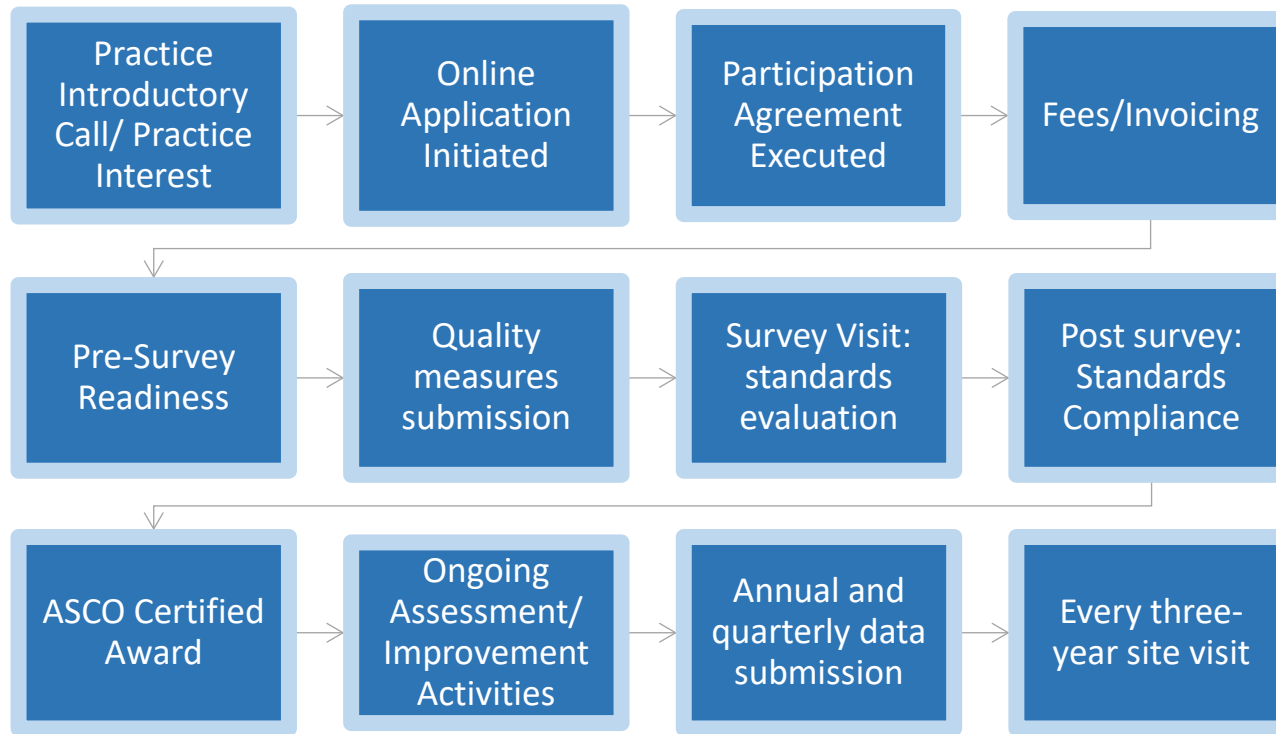 Practice
Introductory
Call/ Practice
Interest
Online
Application
Initiated
Participation
Agreement
Executed
Fees/Invoicing
Pre-Survey
Readiness
Quality
measures
submission
Survey Visit:
standards
evaluation
Post survey:
Standards
Compliance
ASCO Certified
Award
Ongoing
Assessment/
Improvement
Activities
Annual and
quarterly data
submission
Every three-
year site visit